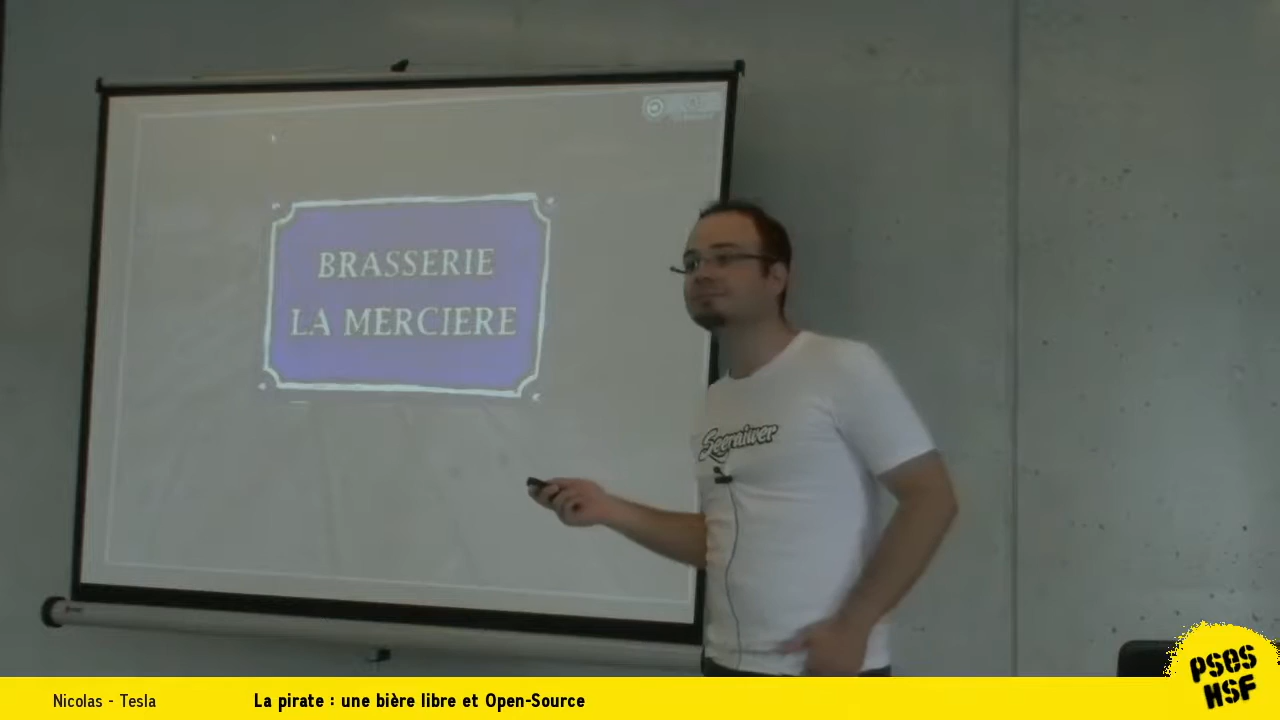 BRASSERIE
LA MERCIERE
Seeraiwer
Nicolas - Tesla
La pirate : une bière libre et Open-Source
PSES
HSF